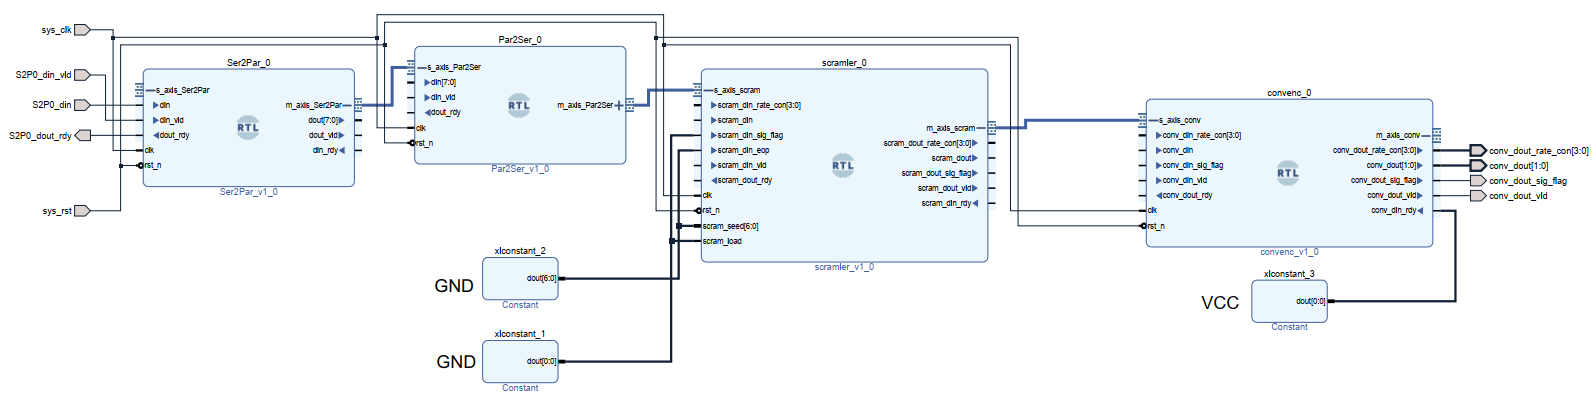 sys_clk
S2P0_din_vld
S2P0_din
S2P0_dout_rdy
sys_rst
Ser2Par_0
s_axis_Ser2Par
din
din_vld
dout_rdy
clk
rst_n
RTL
m_axis_Ser2Par
dout[7:0]
dout_vld
din_rdy
Ser2Par_v1_0
Par2Ser_0
s_axis_Par2Ser
din[7:0]
din_vld
dout_rdy
clk
rst_n
RTL
m_axis_Par2Ser
Par2Ser_v1_0
scramler_0
s_axis_scram
scram_din_rate_con[3:0]
scram_din
scram_din_sig_flag
scram_din_eop
scram_din_vld
scram_dout_rdy
clk
rst_n
scram_seed[6:0]
scram_load
RTL
m_axis_scram
scram_dout_rate_con[3:0]
scram_dout
scram_dout_sig_flag
scram_dout_vld
scram_din_rdy
scramler_v1_0
convenc_0
s_axis_conv
conv_din_rate_con[3:0]
conv_din
conv_din_sig_flag
conv_din_vld
conv_dout_rdy
clk
rst_n
RTL
m_axis_conv
conv_dout_rate_con[3:0]
conv_dout[1:0]
conv_dout_sig_flag
conv_dout_vld
conv_din_rdy
convenc_v1_0
conv_dout_rate_con[3:0]
conv_dout[1:0]
conv_dout_sig_flag
conv_dout_vld
xlconstant_2
GND
dout[6:0]
Constant
xlconstant_1
GND
dout[0:0]
Constant
xlconstant_3
VCC
dout[0:0]
Constant